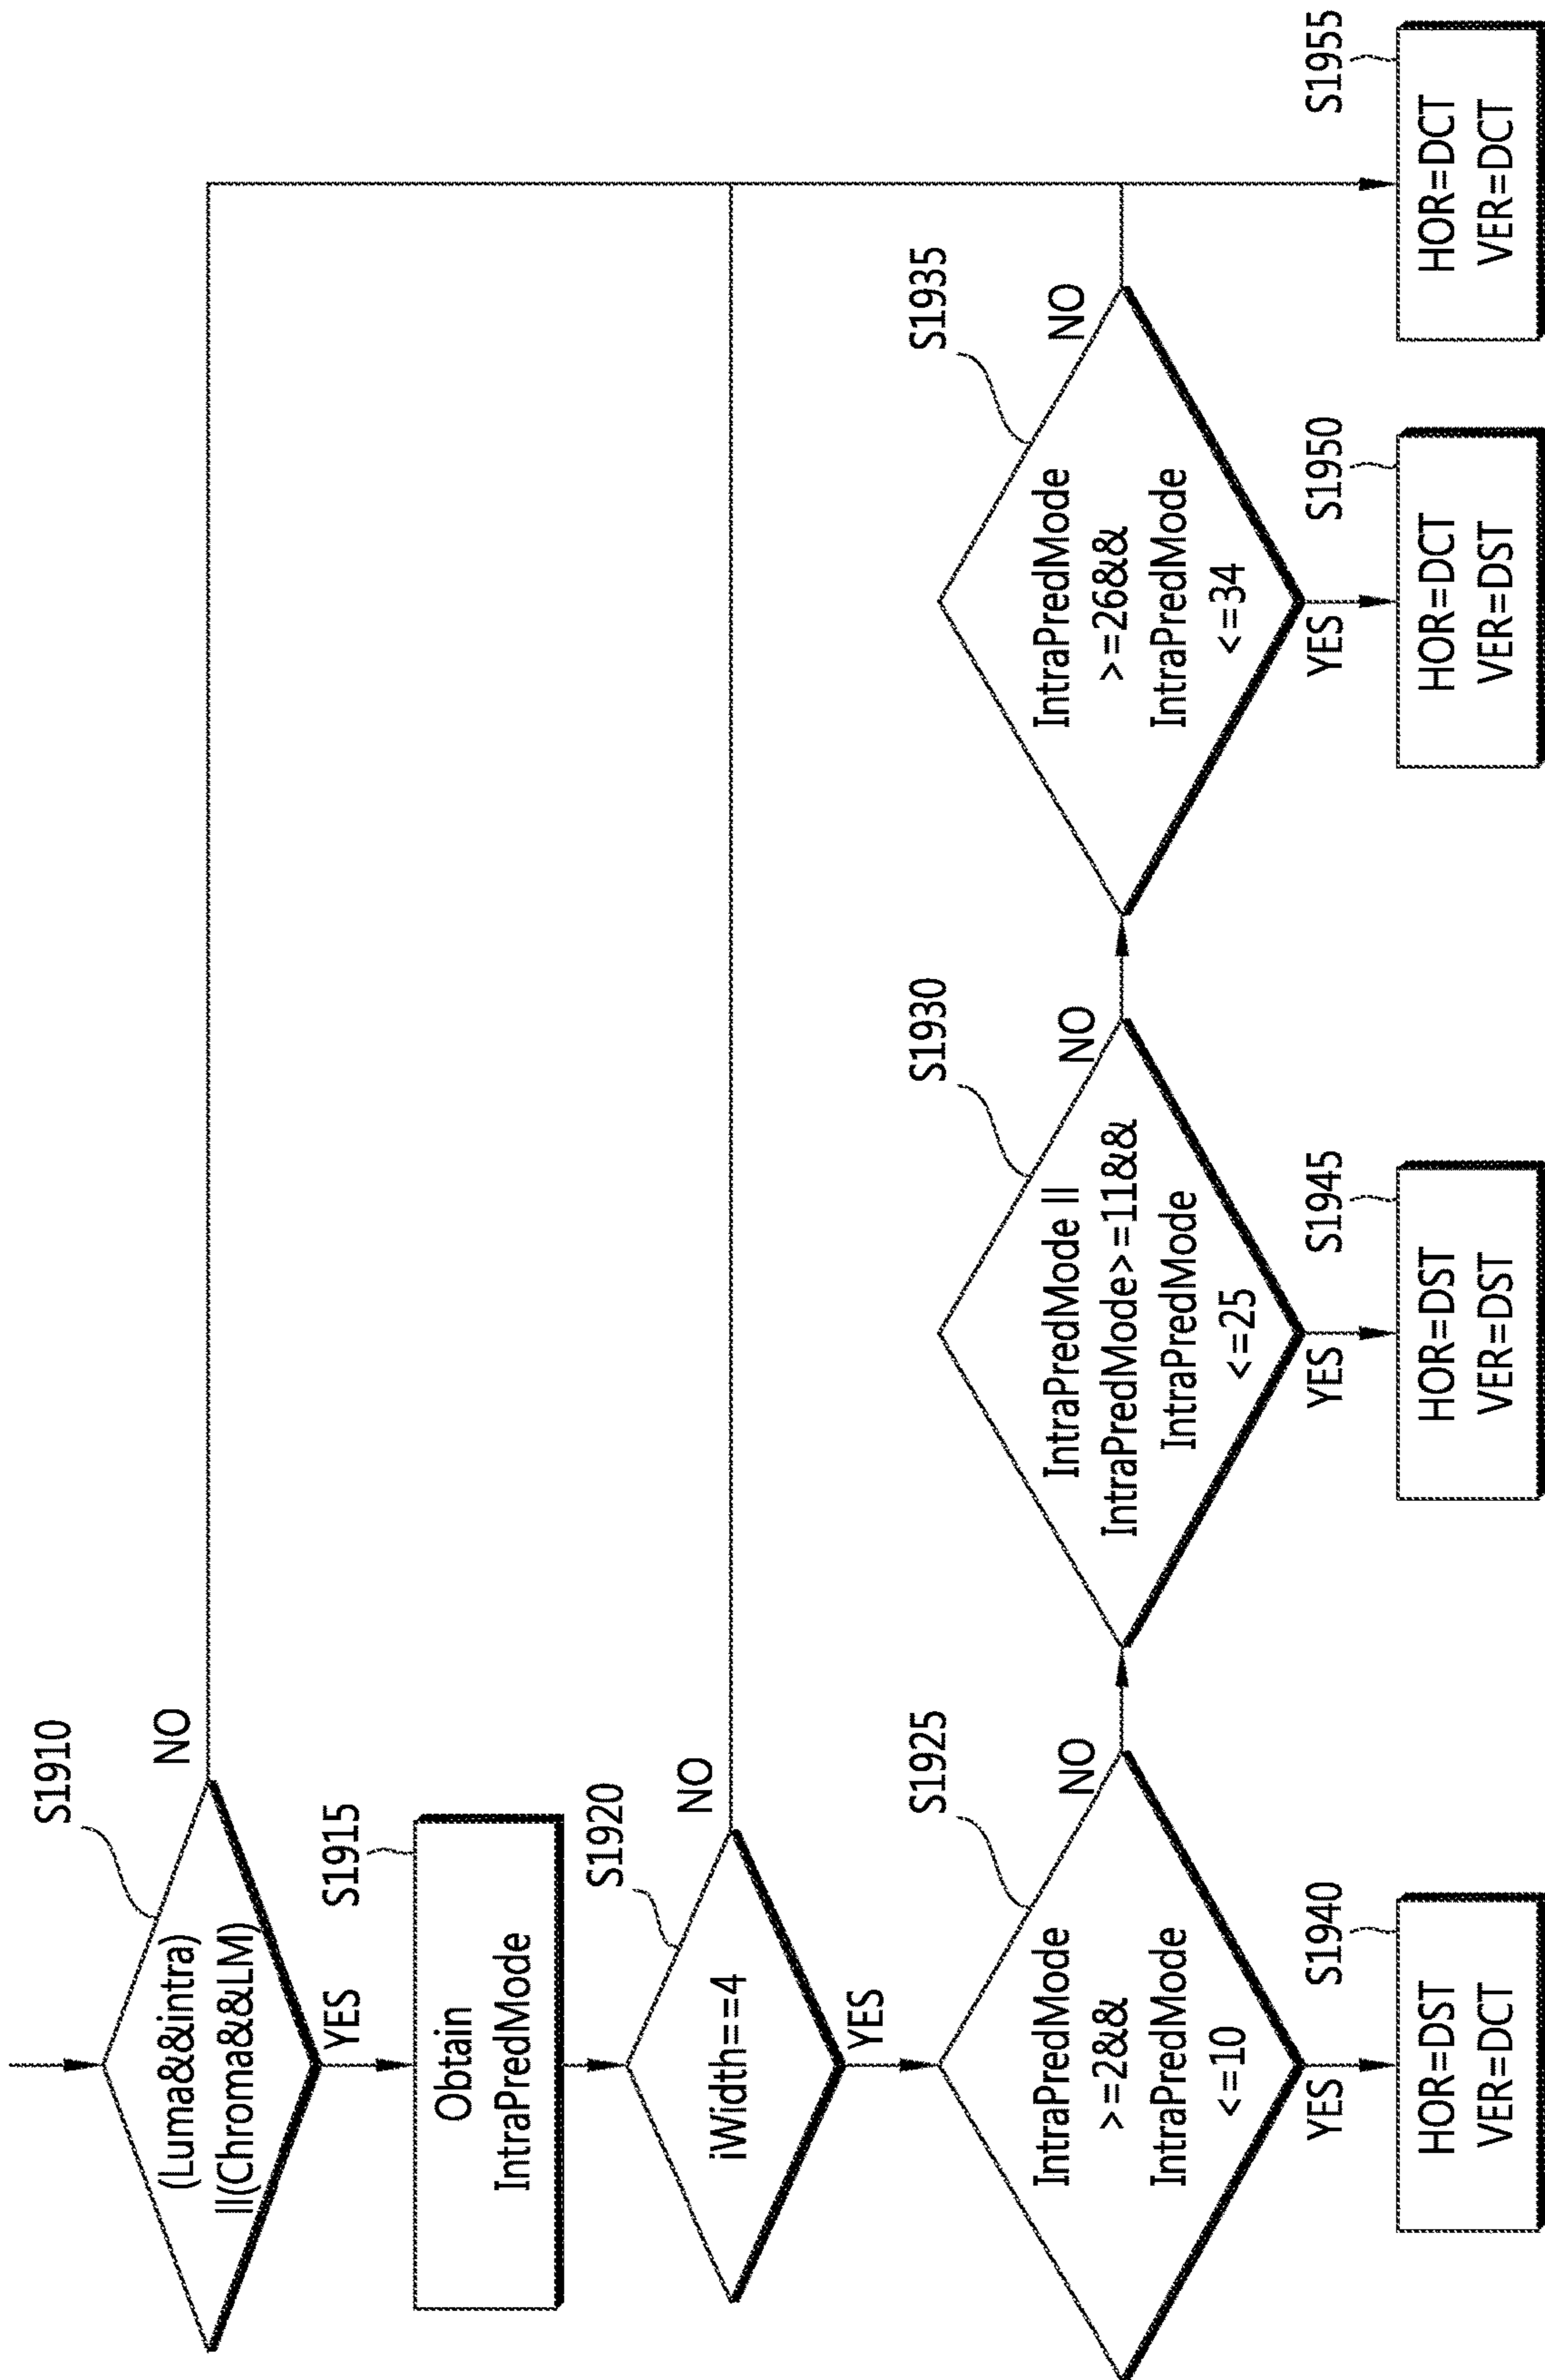 S1910
(Luma&&intra)
||(Chroma&&LM)
NO
YES
S1915
Obtain
IntraPredMode
S1920
iWidth==4
NO
YES
S1925
IntraPredMode
>=2&&
IntraPredMode
<=10
NO
YES
S1930
IntraPredMode ||
IntraPredMode>=11&&
IntraPredMode
<=25
NO
YES
S1935
IntraPredMode
>=26&&
IntraPredMode
<=34
NO
YES
S1940
HOR=DST
VER=DCT
S1945
HOR=DST
VER=DST
S1950
HOR=DCT
VER=DST
S1955
HOR=DCT
VER=DCT